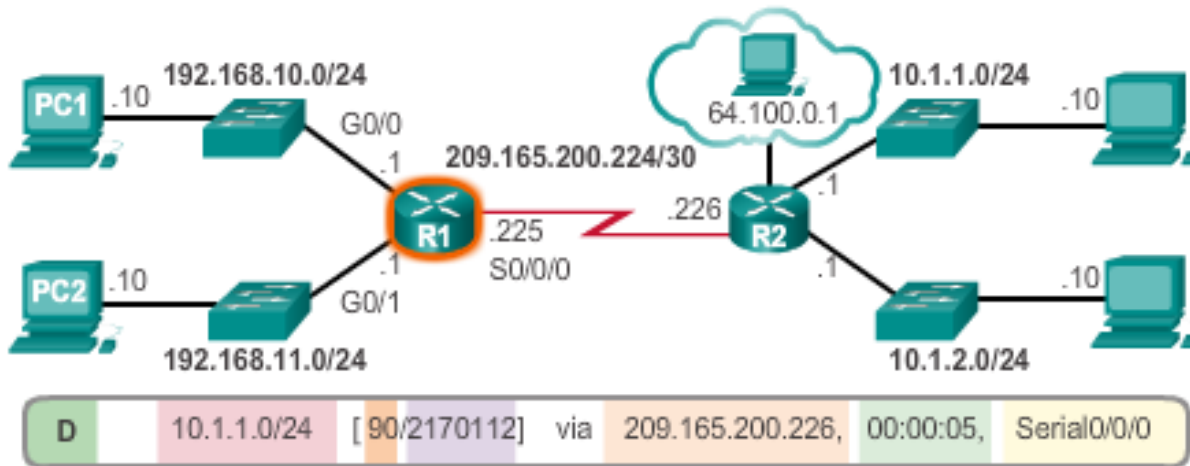 192.168.10.0/24
10.1.1.0/24
PC1
.10
64.100.0.1
.10
G0/0
.1
209.165.200.224/30
.1
.226
R1
.225
R2
S0/0/0
.1
.1
PC2
.10
G0/1
.10
192.168.11.0/24
10.1.2.0/24
D 10.1.1.0/24 [ 90/2170112] via 209.165.200.226, 00:00:05, Serial0/0/0